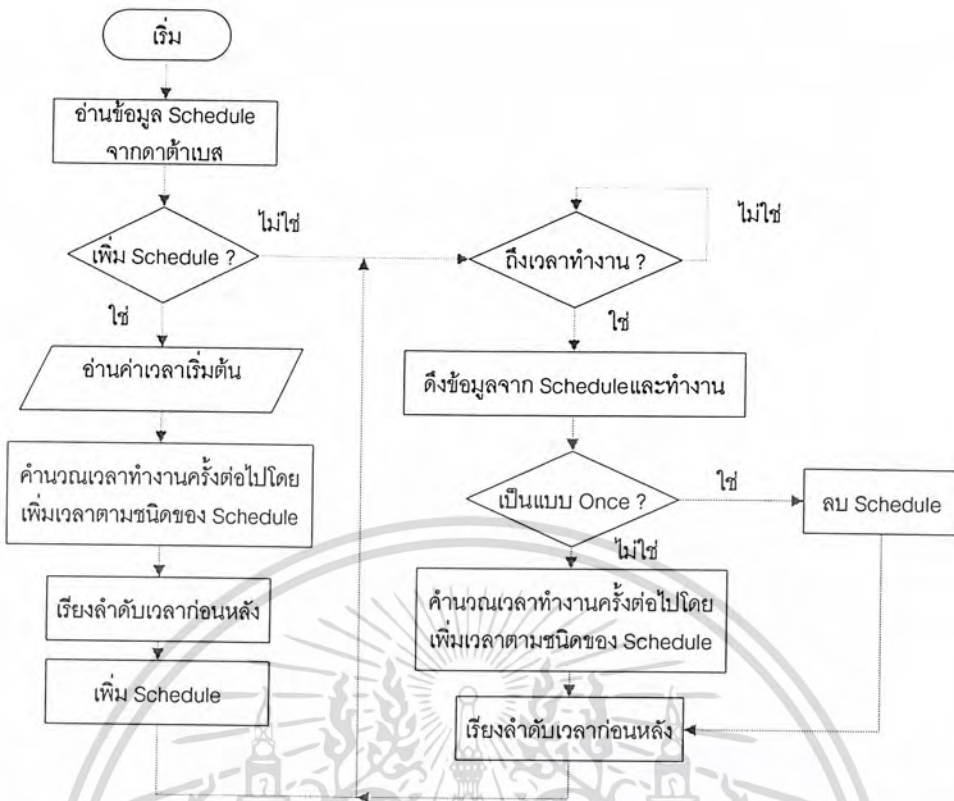 เริ่ม
อ่านข้อมูล Schedule
จากดาต้าเบส
เพิ่ม Schedule ?
ไม่ใช่
ใช่
อ่านค่าเวลาเริ่มต้น
คำนวณเวลาทำงานครั้งต่อไปโดย
เพิ่มเวลาตามชนิดของ Schedule
เรียงลำดับเวลาก่อนหลัง
เพิ่ม Schedule
ถึงเวลาทำงาน ?
ไม่ใช่
ใช่
ดึงข้อมูลจาก Scheduleและทำงาน
เป็นแบบ Once ?
ใช่
ลบ Schedule
ไม่ใช่
คำนวณเวลาทำงานครั้งต่อไปโดย
เพิ่มเวลาตามชนิดของ Schedule
เรียงลำดับเวลาก่อนหลัง